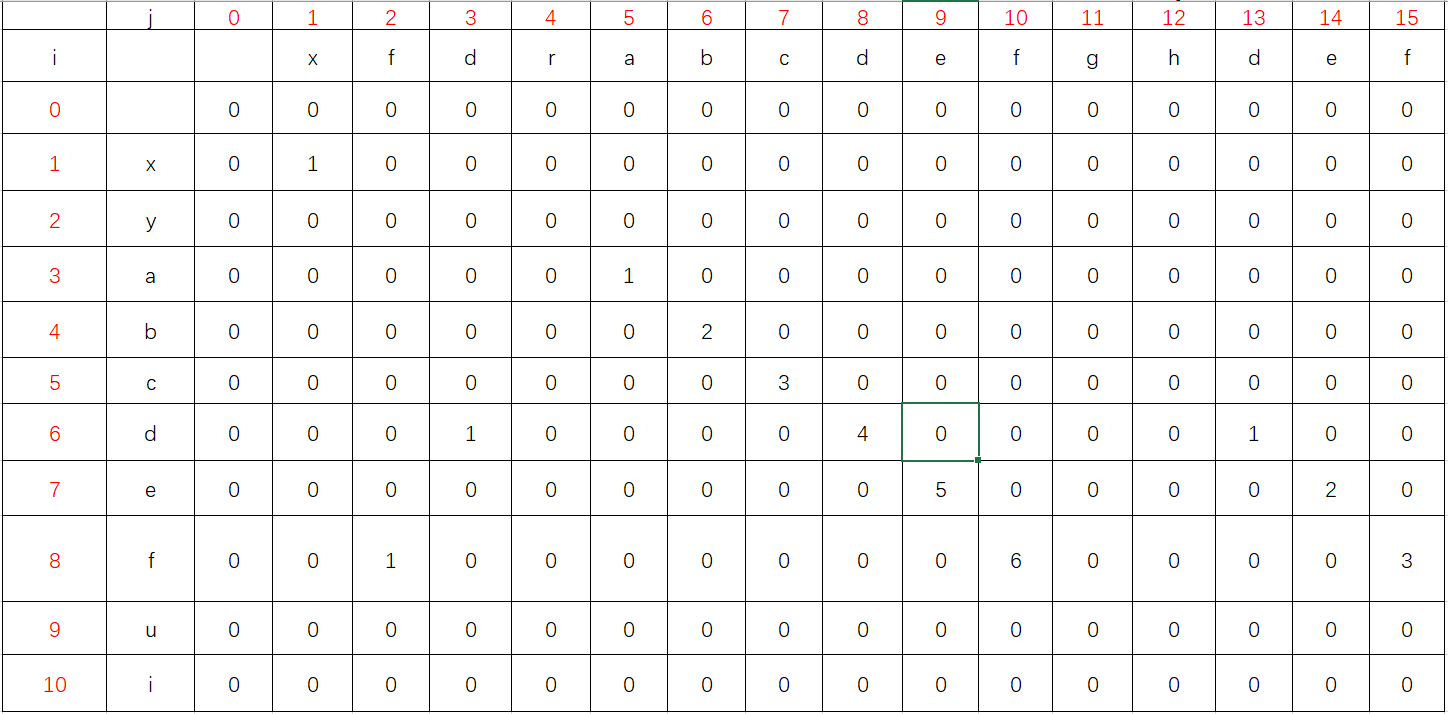 j 0 1 2 3 4 5 6 7 8 9 10 11 12 13 14 15
i x f d r a b c d e f g h d e f
0 0 0 0 0 0 0 0 0 0 0 0 0 0 0 0 0
1 x 0 1 0 0 0 0 0 0 0 0 0 0 0 0 0 0
2 y 0 0 0 0 0 0 0 0 0 0 0 0 0 0 0 0
3 a 0 0 0 0 0 1 0 0 0 0 0 0 0 0 0 0
4 b 0 0 0 0 0 0 2 0 0 0 0 0 0 0 0 0
5 c 0 0 0 0 0 0 0 3 0 0 0 0 0 0 0 0
6 d 0 0 0 1 0 0 0 0 4 0 0 0 0 1 0 0
7 e 0 0 0 0 0 0 0 0 0 5 0 0 0 0 2 0
8 f 0 0 1 0 0 0 0 0 0 0 6 0 0 0 0 3
9 u 0 0 0 0 0 0 0 0 0 0 0 0 0 0 0 0
10 i 0 0 0 0 0 0 0 0 0 0 0 0 0 0 0 0